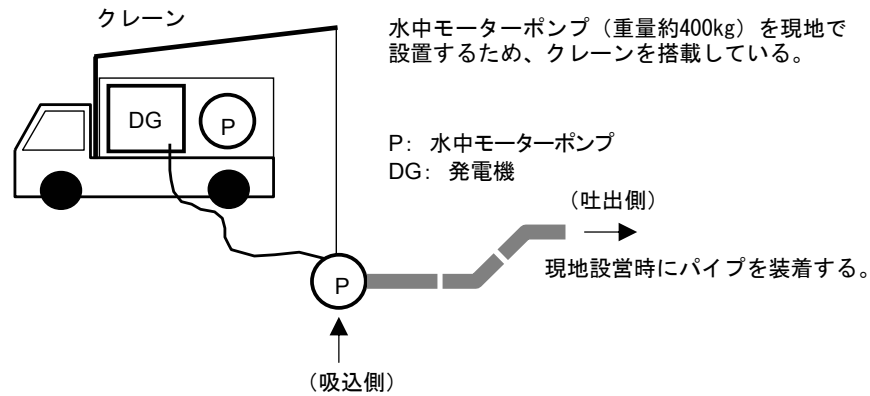 クレーン
水中モーターポンプ（重量約400kg）を現地で
設置するため、クレーンを搭載している。
DG
P
P： 水中モーターポンプ
DG： 発電機
（吐出側）
現地設営時にパイプを装着する。
P
（吸込側）